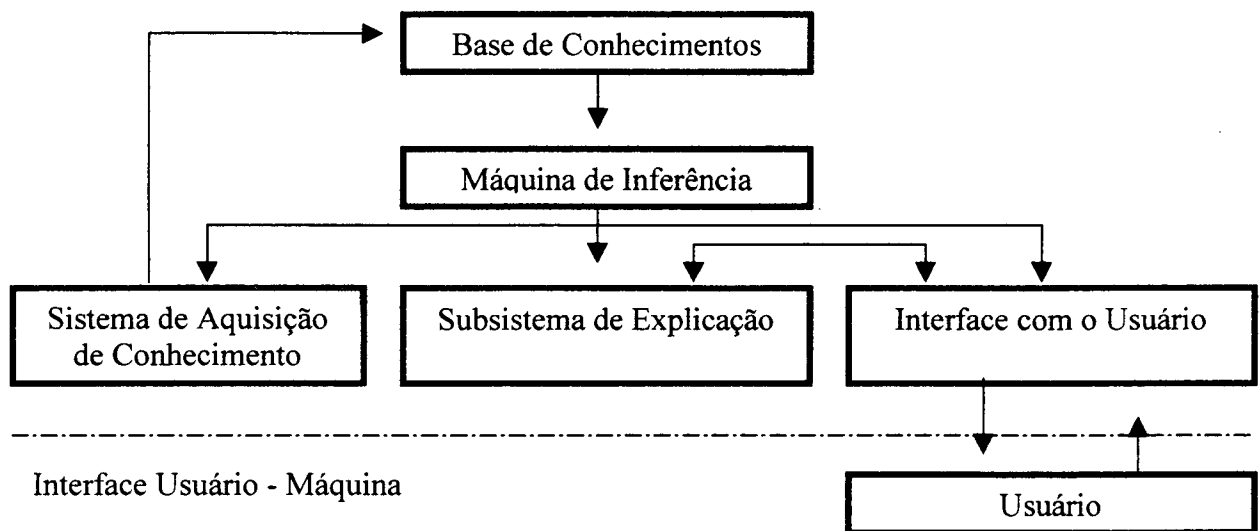 Base de Conhecimentos
Máquina de Inferência
Sistema de Aquisição
de Conhecimento
Subsistema de Explicação
Interface com o Usuário
Interface Usuário - Máquina
Usuário